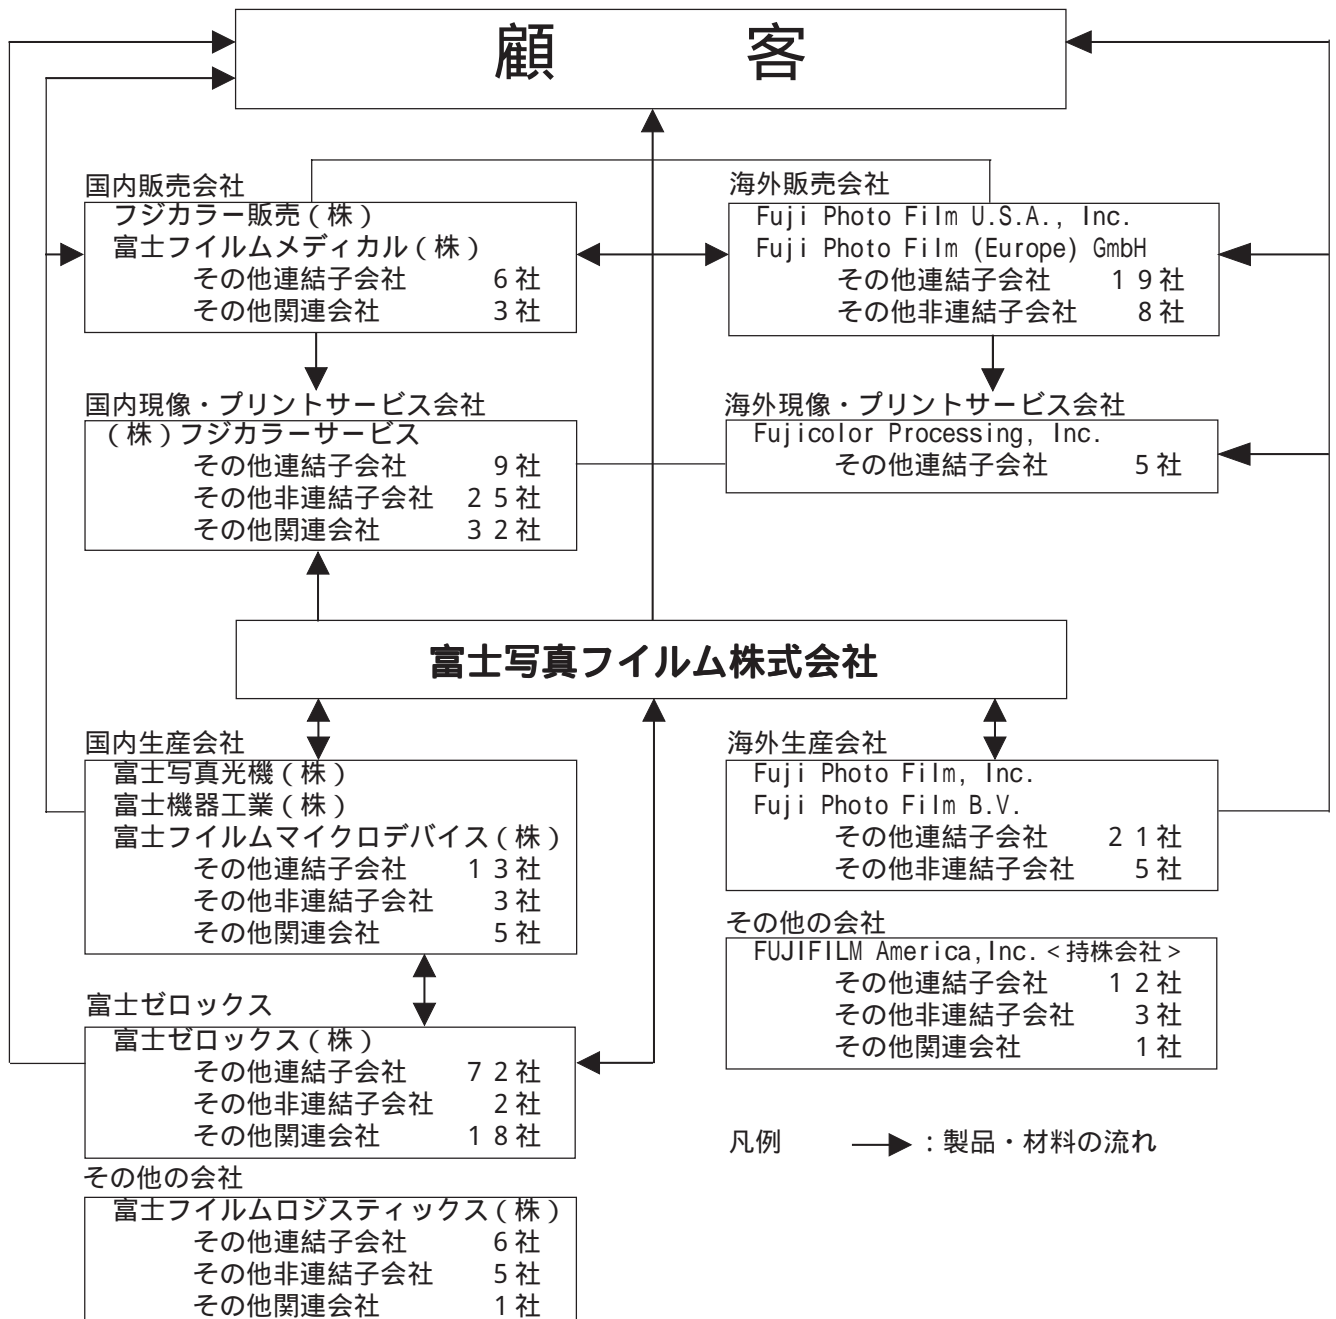 顧客
国内販売会社
フジカラー販売（株）
富士フイルムメディカル（株）
その他連結子会社 6社
その他関連会社 3社
海外販売会社
Fuji Photo Film U.S.A., Inc.
Fuji Photo Film (Europe) GmbH
その他連結子会社 19社
その他非連結子会社 8社
国内現像・プリントサービス会社
（株）フジカラーサービス
その他連結子会社 9社
その他非連結子会社 25社
その他関連会社 32社
海外現像・プリントサービス会社
Fujicolor Processing, Inc.
その他連結子会社 5社
富士写真フイルム株式会社
国内生産会社
富士写真光機（株）
富士機器工業（株）
富士フイルムマイクロデバイス（株）
その他連結子会社 13社
その他非連結子会社 3社
その他関連会社 5社
海外生産会社
Fuji Photo Film, Inc.
Fuji Photo Film B.V.
その他連結子会社 21社
その他非連結子会社 5社
その他の会社
FUJIFILM America,Inc.<持株会社>
その他連結子会社 12社
その他非連結子会社 3社
その他関連会社 1社
富士ゼロックス
富士ゼロックス（株）
その他連結子会社 72社
その他非連結子会社 2社
その他関連会社 18社
凡例 ：製品・材料の流れ
その他の会社
富士フイルムロジスティックス（株）
その他連結子会社 6社
その他非連結子会社 5社
その他関連会社 1社